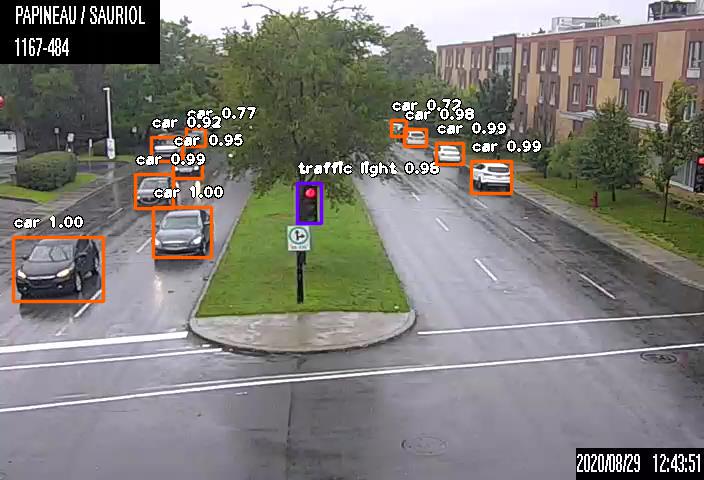 PAPINEAU / SAURIOL
1167-484
car 0.77
car 0.92
car 0.95
car 0.99
car 1.00
car 1.00
car 0.72
car 0.98
car 0.99
car 0.99
traffic light 0.98
2020/08/29 12:43:51